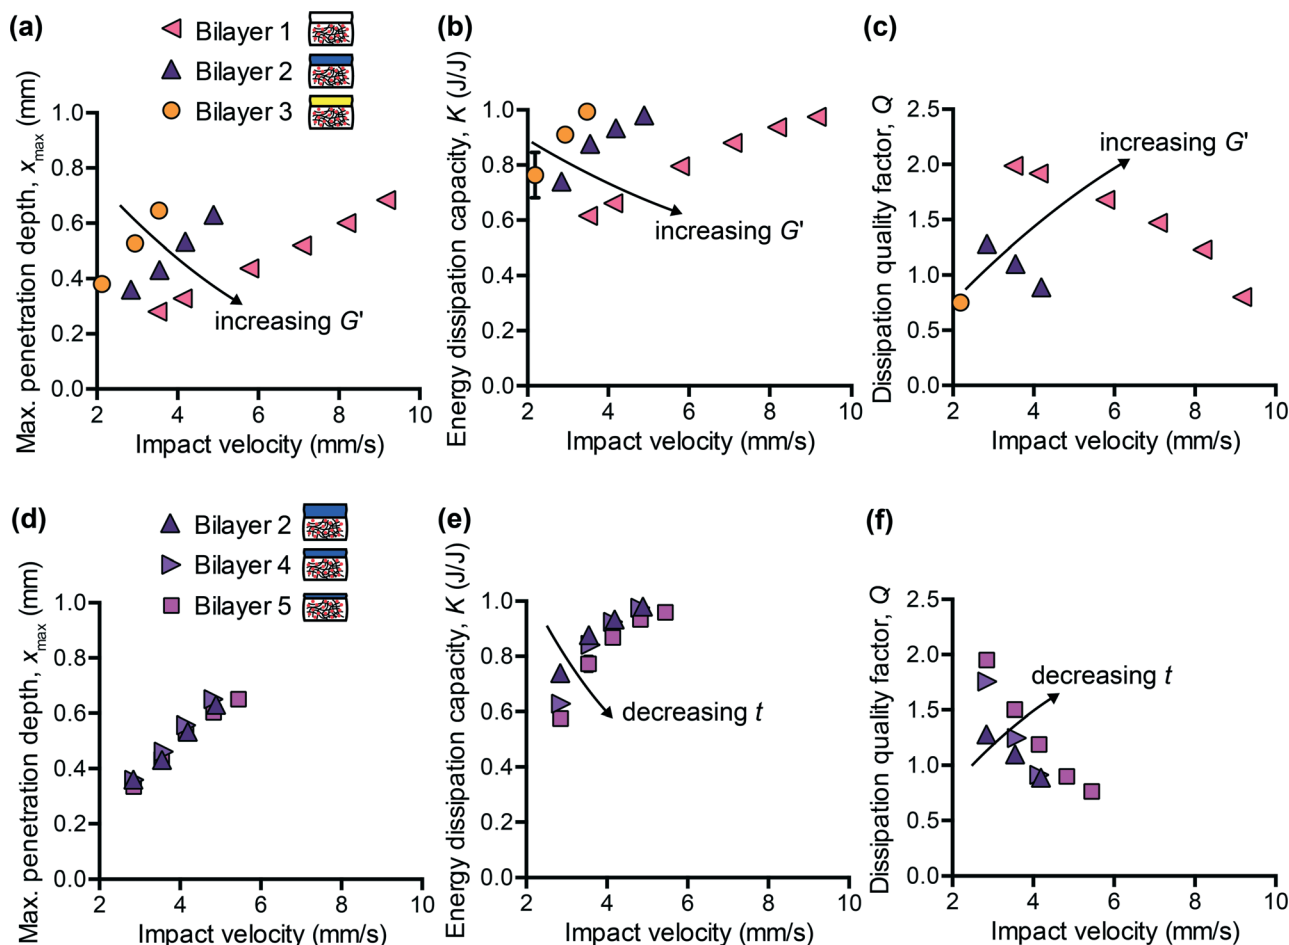 (a)
Bilayer 1
Bilayer 2
Bilayer 3
Max. penetration depth, xmax (mm)
1.0
0.8
0.6
0.4
0.2
0.0
increasing G'
2 4 6 8 10
Impact velocity (mm/s)
(b)
Energy dissipation capacity, K (J/J)
1.0
0.8
0.6
0.4
0.2
0.0
increasing G'
2 4 6 8 10
Impact velocity (mm/s)
(c)
Dissipation quality factor, Q
2.5
2.0
1.5
1.0
0.5
0.0
increasing G'
2 4 6 8 10
Impact velocity (mm/s)
(d)
Bilayer 2
Bilayer 4
Bilayer 5
Max. penetration depth, xmax (mm)
1.0
0.8
0.6
0.4
0.2
0.0
2 4 6 8 10
Impact velocity (mm/s)
(e)
Energy dissipation capacity, K (J/J)
1.0
0.8
0.6
0.4
0.2
0.0
decreasing t
2 4 6 8 10
Impact velocity (mm/s)
(f)
Dissipation quality factor, Q
2.5
2.0
1.5
1.0
0.5
0.0
decreasing t
2 4 6 8 10
Impact velocity (mm/s)